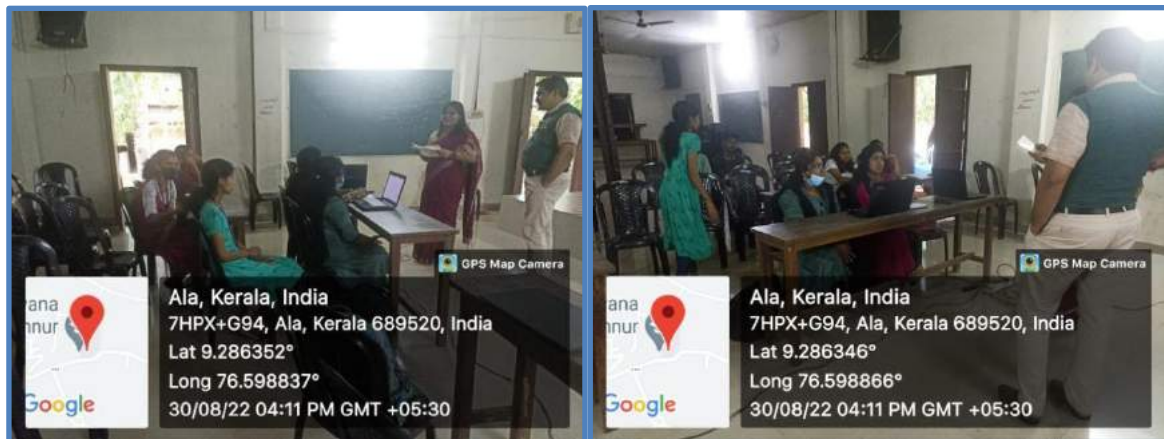 GPS Map Camera
Ala, Kerala, India
7HPX+G94, Ala, Kerala 689520, India
Lat 9.286352°
Long 76.598837°
30/08/22 04:11 PM GMT +05:30
ana
nnur
...
Google
GPS Map Camera
Ala, Kerala, India
7HPX+G94, Ala, Kerala 689520, India
Lat 9.286346°
Long 76.598866°
30/08/22 04:11 PM GMT +05:30
ana
nnur
...
Google